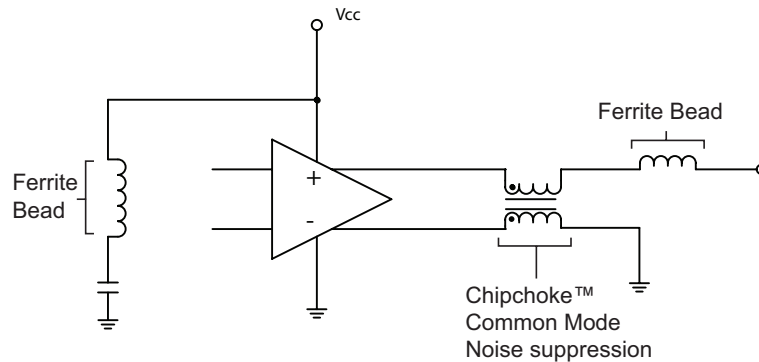 Vcc
Ferrite Bead
Ferrite
Bead
+
-
Chipchoke™
Common Mode
Noise suppression